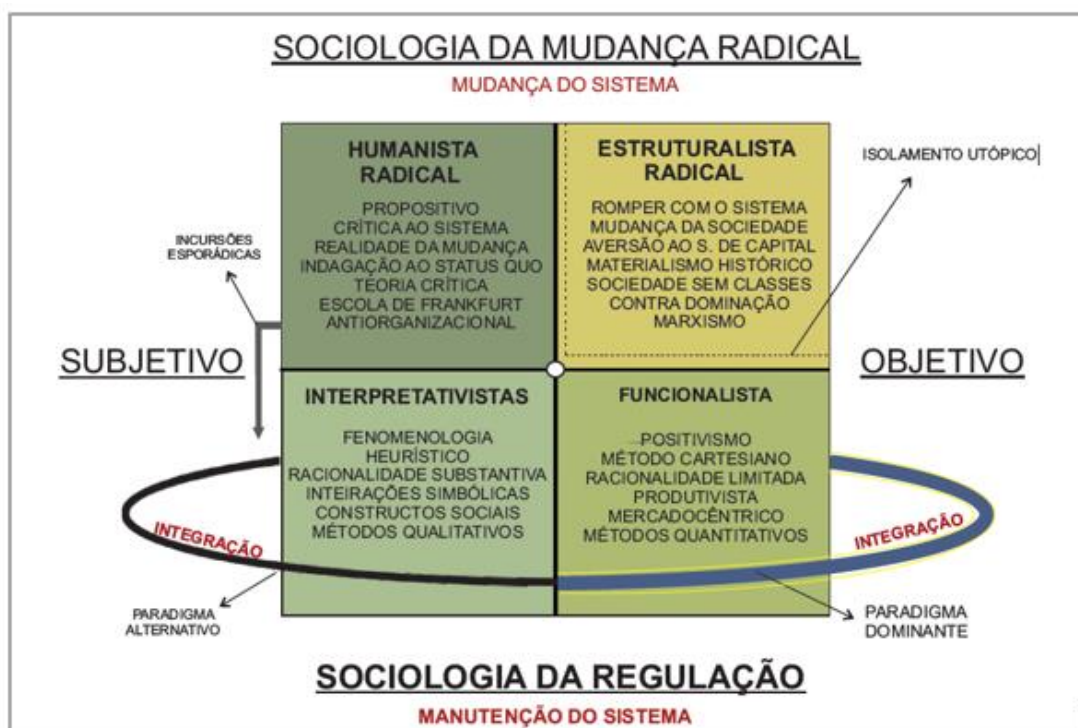 SOCIOLOGIA DA MUDANÇA RADICAL
MUDANÇA DO SISTEMA
HUMANISTA
RADICAL
PROPOSITIVO
CRÍTICA AO SISTEMA
REALIDADE DA MUDANÇA
INDAGAÇÃO AO STATUS QUO
TEORIA CRÍTICA
ESCOLA DE FRANKFURT
ANTIORGANIZACIONAL
ESTRUTURALISTA
RADICAL
ROMPER COM O SISTEMA
MUDANÇA DA SOCIEDADE
AVERSÃO AO S. DE CAPITAL
MATERIALISMO HISTÓRICO
SOCIEDADE SEM CLASSES
CONTRA DOMINAÇÃO
MARXISMO
ISOLAMENTO UTÓPICO
INCURSÕES
ESPORÁDICAS
SUBJETIVO
OBJETIVO
INTERPRETATIVISTAS
FENOMENOLOGIA
HEURÍSTICO
RACIONALIDADE SUBSTANTIVA
INTEIRAÇÕES SIMBÓLICAS
CONSTRUCTOS SOCIAIS
MÉTODOS QUALITATIVOS
FUNCIONALISTA
POSITIVISMO
MÉTODO CARTESIANO
RACIONALIDADE LIMITADA
PRODUTIVISTA
MERCADOCÊNTRICO
MÉTODOS QUANTITATIVOS
INTEGRAÇÃO
INTEGRAÇÃO
PARADIGMA
ALTERNATIVO
PARADIGMA
DOMINANTE
SOCIOLOGIA DA REGULAÇÃO
MANUTENÇÃO DO SISTEMA